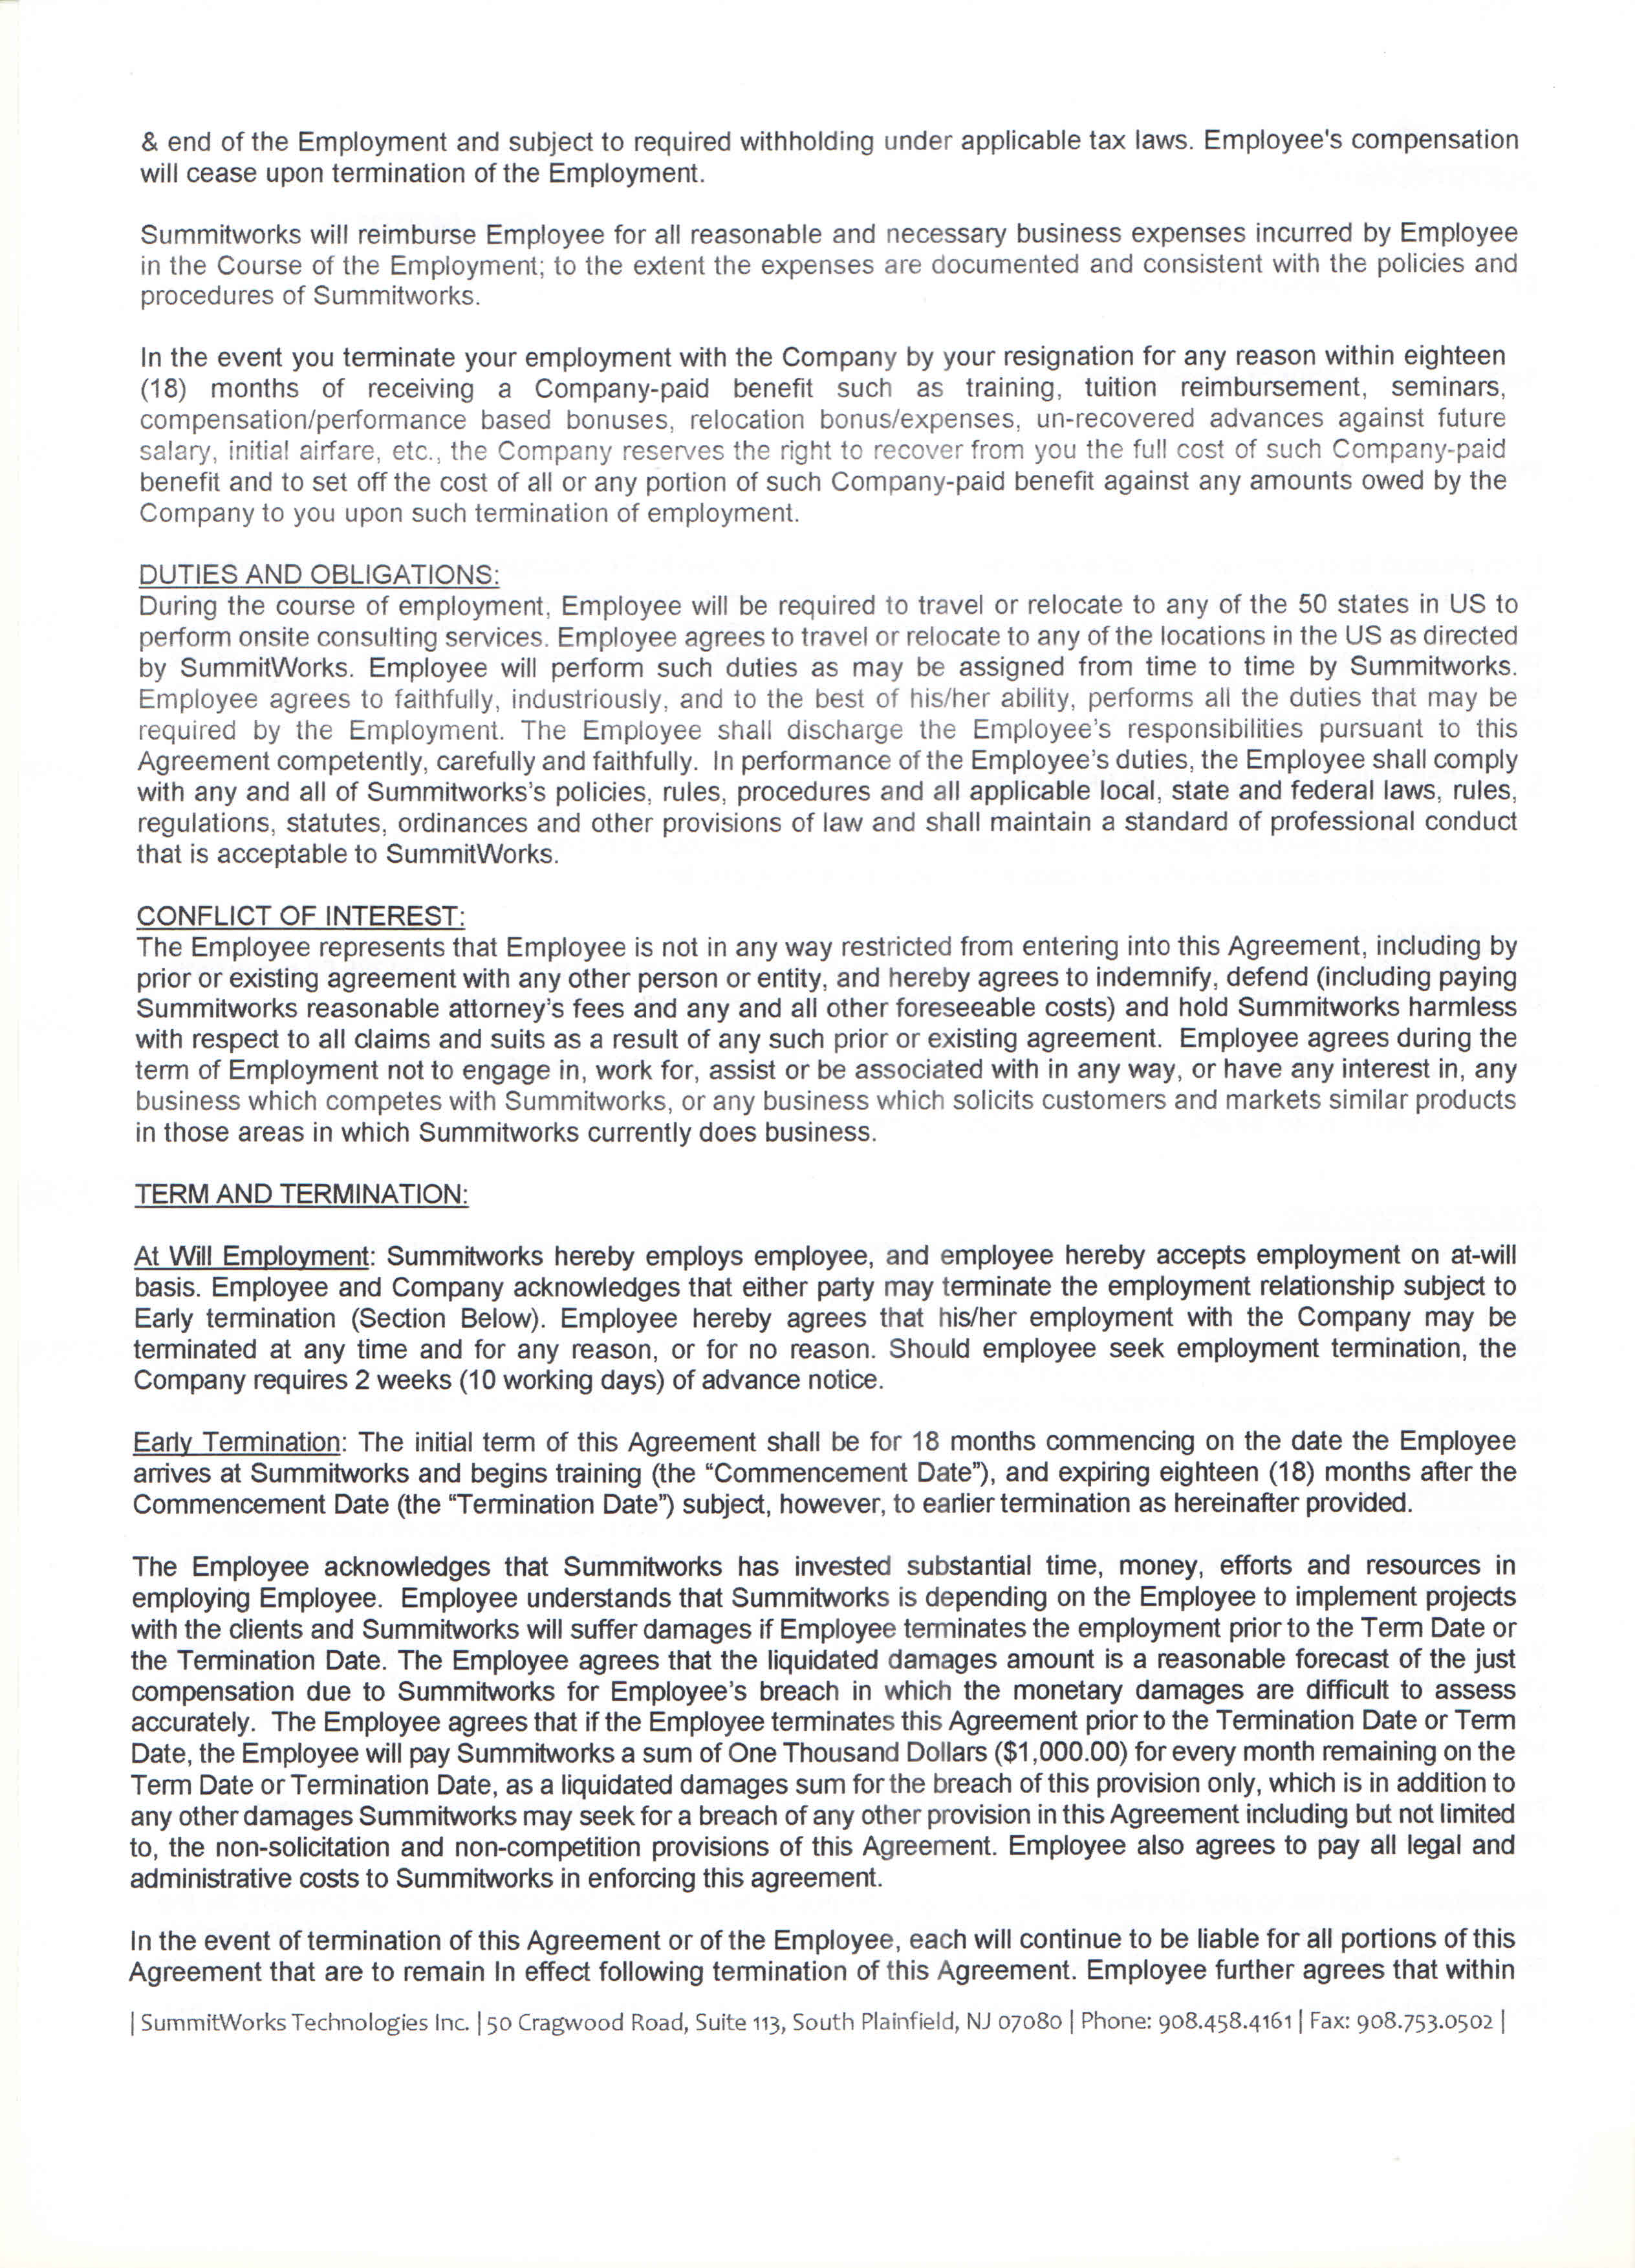 & end of the Employment and subject to required withholding under applicable tax laws. Employee's compensation
will cease upon termination of the Employment.
Summitworks will reimburse Employee for all reasonable and necessary business expenses incurred by Employee
in the Course of the Employment; to the extent the expenses are documented and consistent with the policies and
procedures of Summitworks.
In the event you terminate your employment with the Company by your resignation for any reason within eighteen
(18) months of receiving a Company-paid benefit such as training, tuition reimbursement, seminars,
compensation/performance based bonuses, relocation bonus/expenses, un-recovered advances against future
salary, initial airfare, etc., the Company reserves the right to recover from you the full cost of such Company-paid
benefit and to set off the cost of all or any portion of such Company-paid benefit against any amounts owed by the
Company to you upon such termination of employment.
DUTIES AND OBLIGATIONS:
During the course of employment, Employee will be required to travel or relocate to any of the 50 states in US to
perform onsite consulting services. Employee agrees to travel or relocate to any of the locations in the US as directed
by SummitWorks. Employee will perform such duties as may be assigned from time to time by Summitworks.
Employee agrees to faithfully, industriously, and to the best of his/her ability, performs all the duties that may be
required by the Employment. The Employee shall discharge the Employee's responsibilities pursuant to this
Agreement competently, carefully and faithfully. In performance of the Employee's duties, the Employee shall comply
with any and all of Summitworks's policies, rules, procedures and all applicable local, state and federal laws, rules,
regulations, statutes, ordinances and other provisions of law and shall maintain a standard of professional conduct
that is acceptable to SummitWorks.
CONFLICT OF INTEREST:
The Employee represents that Employee is not in any way restricted from entering into this Agreement, including by
prior or existing agreement with any other person or entity, and hereby agrees to indemnify, defend (including paying
Summitworks reasonable attorney's fees and any and all other foreseeable costs) and hold Summitworks harmless
with respect to all claims and suits as a result of any such prior or existing agreement. Employee agrees during the
term of Employment not to engage in, work for, assist or be associated with in any way, or have any interest in, any
business which competes with Summitworks, or any business which solicits customers and markets similar products
in those areas in which Summitworks currently does business.
TERM AND TERMINATION:
At Will Employment: Summitworks hereby employs employee, and employee hereby accepts employment on at-will
basis. Employee and Company acknowledges that either party may terminate the employment relationship subject to
Early termination (Section Below). Employee hereby agrees that his/her employment with the Company may be
terminated at any time and for any reason, or for no reason. Should employee seek employment termination, the
Company requires 2 weeks (10 working days) of advance notice.
Early Termination: The initial term of this Agreement shall be for 18 months commencing on the date the Employee
arrives at Summitworks and begins training (the "Commencement Date"), and expiring eighteen (18) months after the
Commencement Date (the "Termination Date") subject, however, to earlier termination as hereinafter provided.
The Employee acknowledges that Summitworks has invested substantial time, money, efforts and resources in
employing Employee. Employee understands that Summitworks is depending on the Employee to implement projects
with the clients and Summitworks will suffer damages if Employee terminates the employment prior to the Term Date or
the Termination Date. The Employee agrees that the liquidated damages amount is a reasonable forecast of the just
compensation due to Summitworks for Employee's breach in which the monetary damages are difficult to assess
accurately. The Employee agrees that if the Employee terminates this Agreement prior to the Termination Date or Term
Date, the Employee will pay Summitworks a sum of One Thousand Dollars ($1,000.00) for every month remaining on the
Term Date or Termination Date, as a liquidated damages sum for the breach of this provision only, which is in addition to
any other damages Summitworks may seek for a breach of any other provision in this Agreement including but not limited
to, the non-solicitation and non-competition provisions of this Agreement. Employee also agrees to pay all legal and
administrative costs to Summitworks in enforcing this agreement.
In the event of termination of this Agreement or of the Employee, each will continue to be liable for all portions of this
Agreement that are to remain In effect following termination of this Agreement. Employee further agrees that within
| SummitWorks Technologies Inc. | 50 Cragwood Road, Suite 113, South Plainfield, NJ 07080 | Phone: 908.458.4161 | Fax: 908.753.0502 |